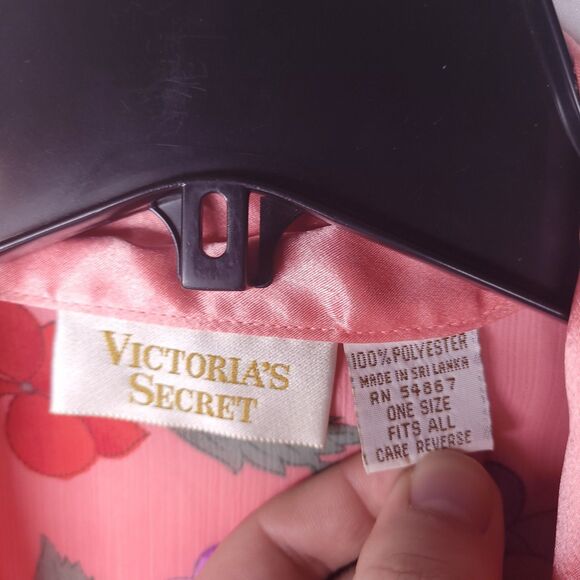 VICTORIA'S
SECRET
100% POLYESTER
MADE IN SRI LANKA
RN 54867
ONE SIZE
FITS ALL
CARE REVERSE